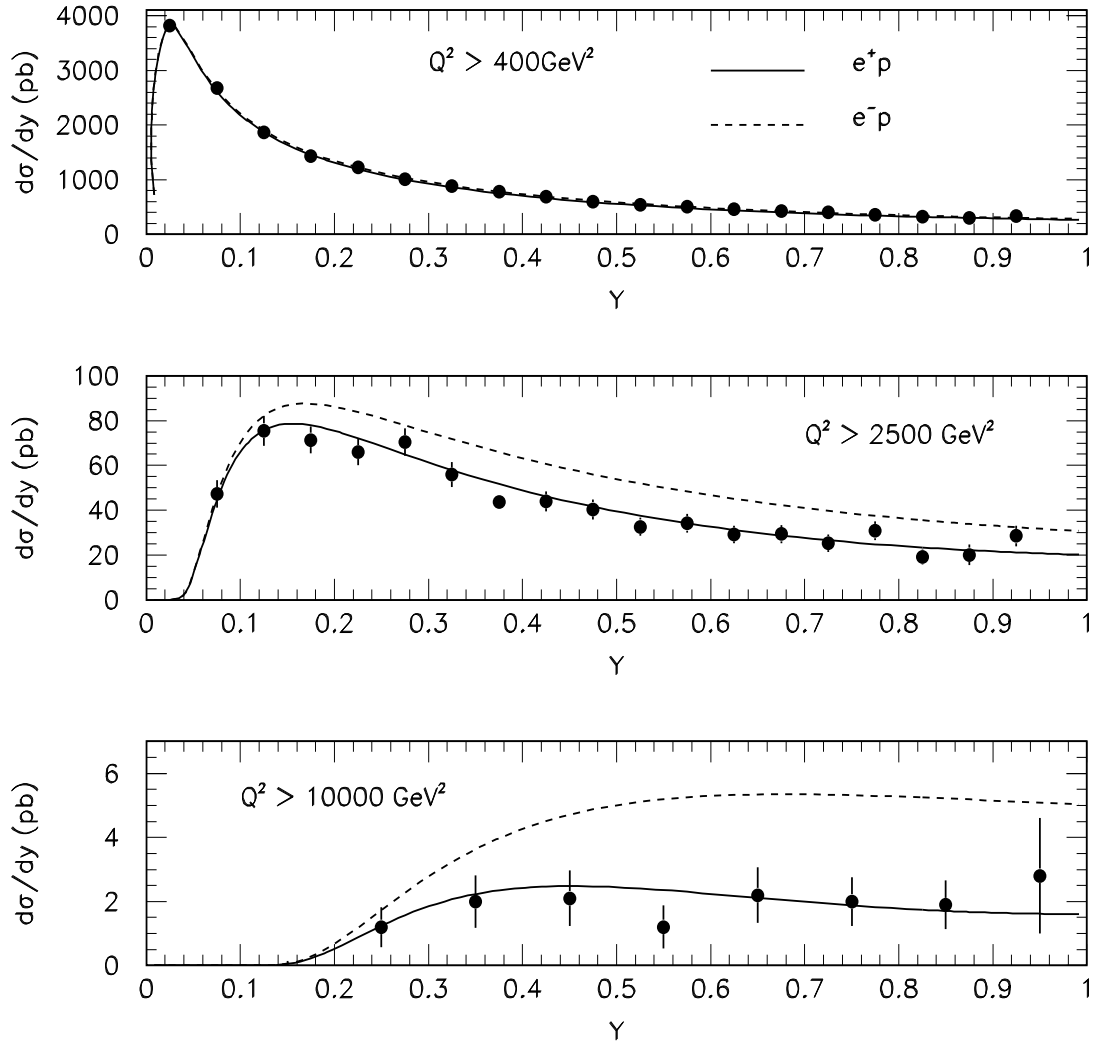 dσ/dy (pb)
4000
3000
2000
1000
0
Q² > 400GeV²
e⁺p
e⁻p
0 0.1 0.2 0.3 0.4 0.5 0.6 0.7 0.8 0.9 1
Y
dσ/dy (pb)
100
80
60
40
20
0
Q² > 2500 GeV²
0 0.1 0.2 0.3 0.4 0.5 0.6 0.7 0.8 0.9 1
Y
dσ/dy (pb)
6
4
2
0
Q² > 10000 GeV²
0 0.1 0.2 0.3 0.4 0.5 0.6 0.7 0.8 0.9 1
Y